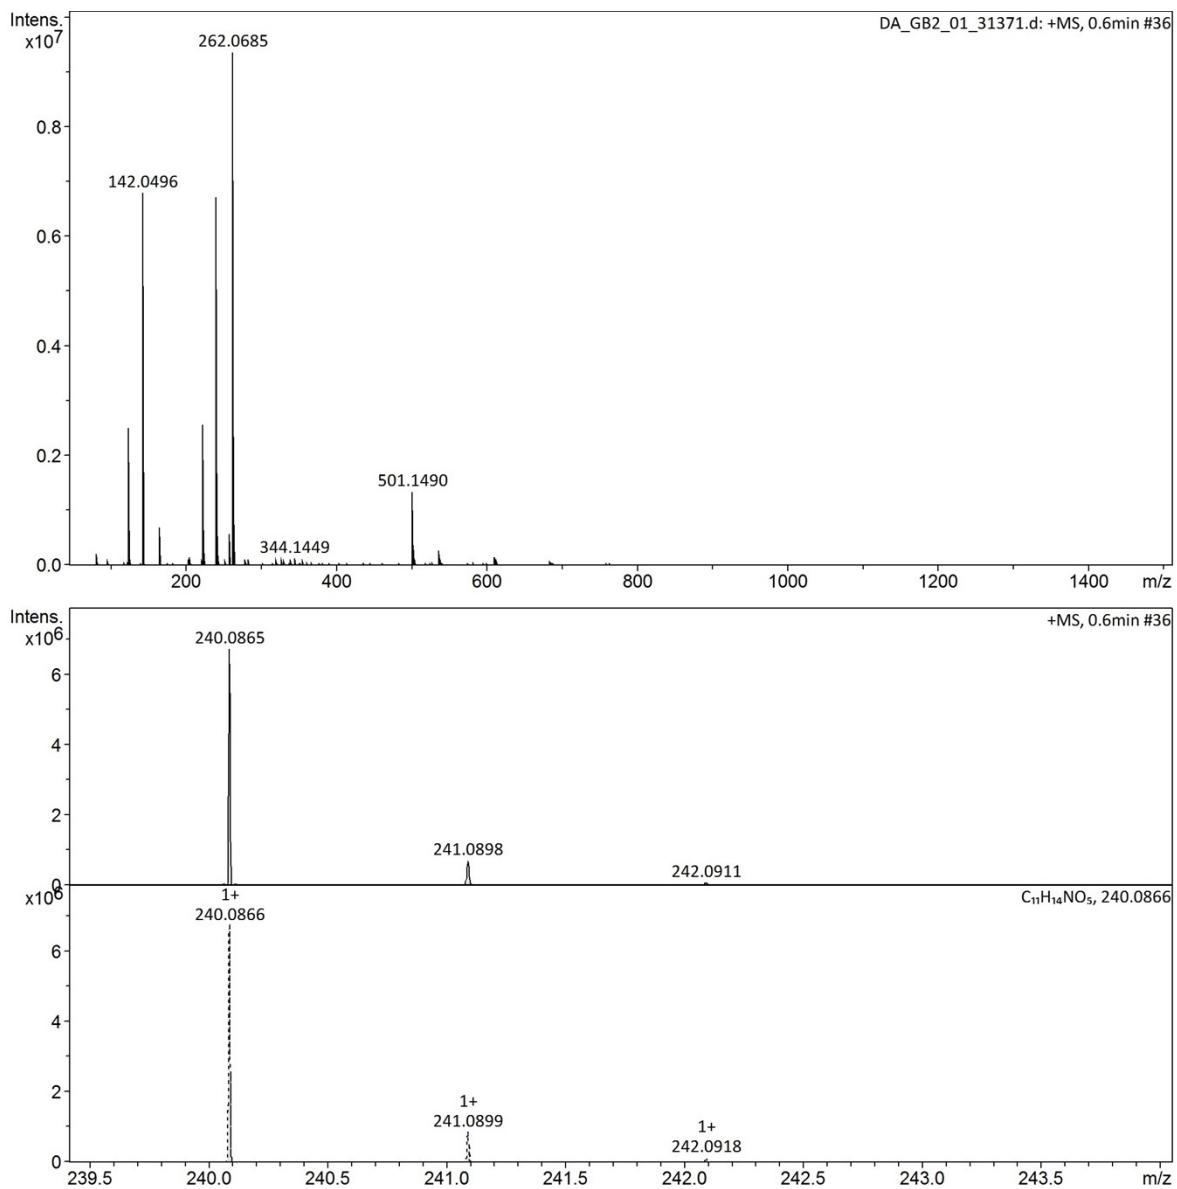 Intens.
x10⁷
DA_GB2_01_31371.d: +MS, 0.6min #36
262.0685
0.8
142.0496
0.6
0.4
0.2
501.1490
344.1449
0.0
200 400 600 800 1000 1200 1400 m/z
Intens.
x10⁶
+MS, 0.6min #36
240.0865
6
4
2
241.0898
242.0911
0
x10⁶
C₁₁H₁₄NO₅, 240.0866
1+
240.0866
6
4
2
1+
241.0899
1+
242.0918
0
239.5 240.0 240.5 241.0 241.5 242.0 242.5 243.0 243.5 m/z